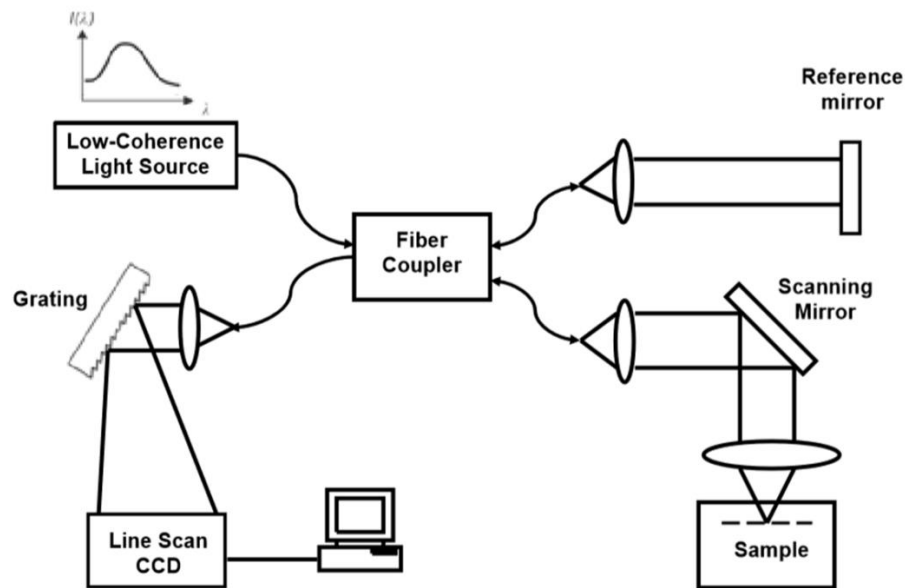 I(λ)
λ
Low-Coherence
Light Source
Reference
mirror
Fiber
Coupler
Grating
Scanning
Mirror
Line Scan
CCD
Sample